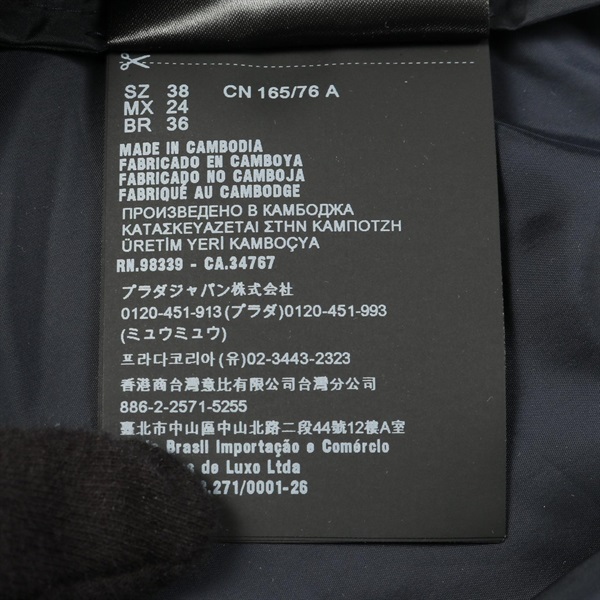 SZ 38 CN 165/76 A
MX 24
BR 36
MADE IN CAMBODIA
FABRICADO EN CAMBOYA
FABRICADO NO CAMBOJA
FABRIQUÉ AU CAMBODGE
ПРОИЗВЕДЕНО В КАМБОДЖА
ΚΑΤΑΣΚΕΥΑΖΕΤΑΙ ΣΤΗΝ ΚΑΜΠΟΤΖΗ
ÜRETİM YERİ KAMBOÇYA
RN.98339 - CA.34767
プラダジャパン株式会社
0120-451-913(プラダ)0120-451-993
(ミュウミュウ)
프라다코리아(유)02-3443-2323
香港商台灣意比有限公司台灣分公司
886-2-2571-5255
臺北市中山區中山北路二段44號12樓A室
Brasil Importação e Comércio
de Luxo Ltda
.271/0001-26